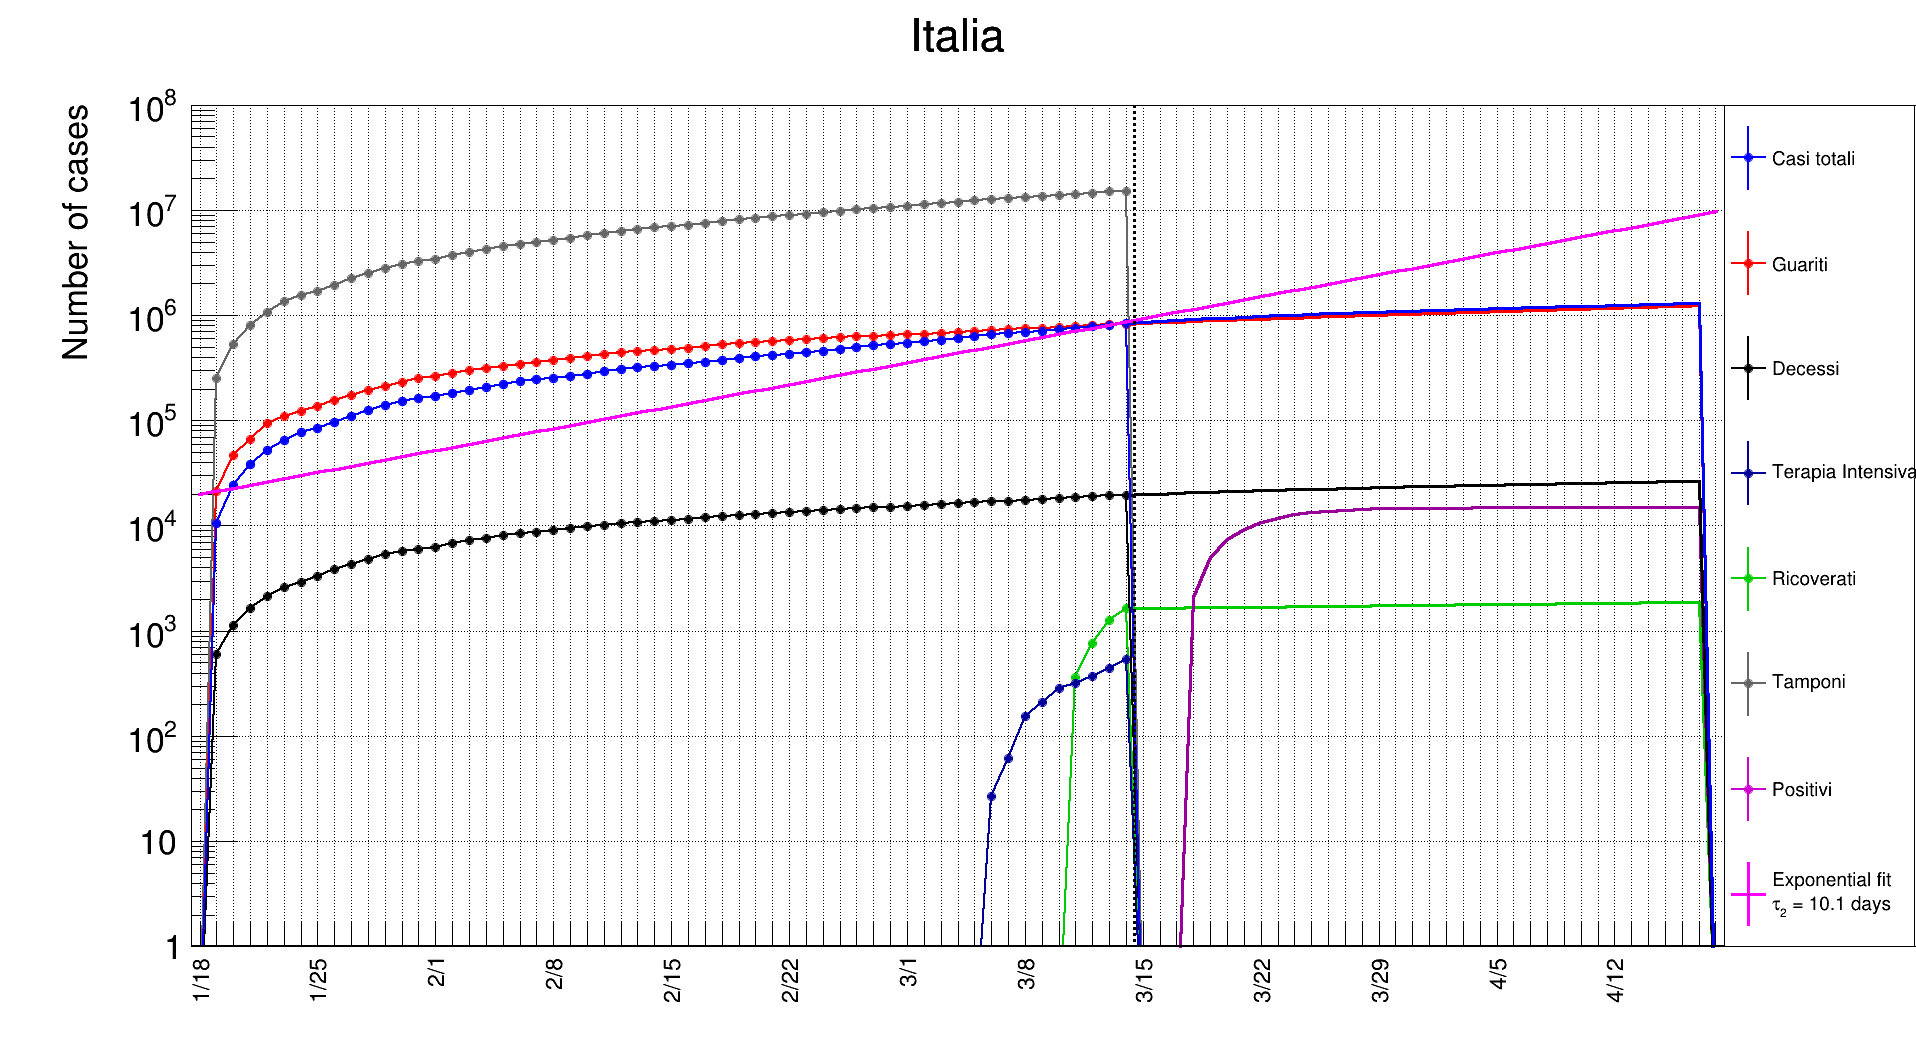 Italia
Number of cases
10^8
10^7
10^6
10^5
10^4
10^3
10^2
10
1
1/18
1/25
2/1
2/8
2/15
2/22
3/1
3/8
3/15
3/22
3/29
4/5
4/12
Casi totali
Guariti
Decessi
Terapia Intensiva
Ricoverati
Tamponi
Positivi
Exponential fit
τ₂ = 10.1 days